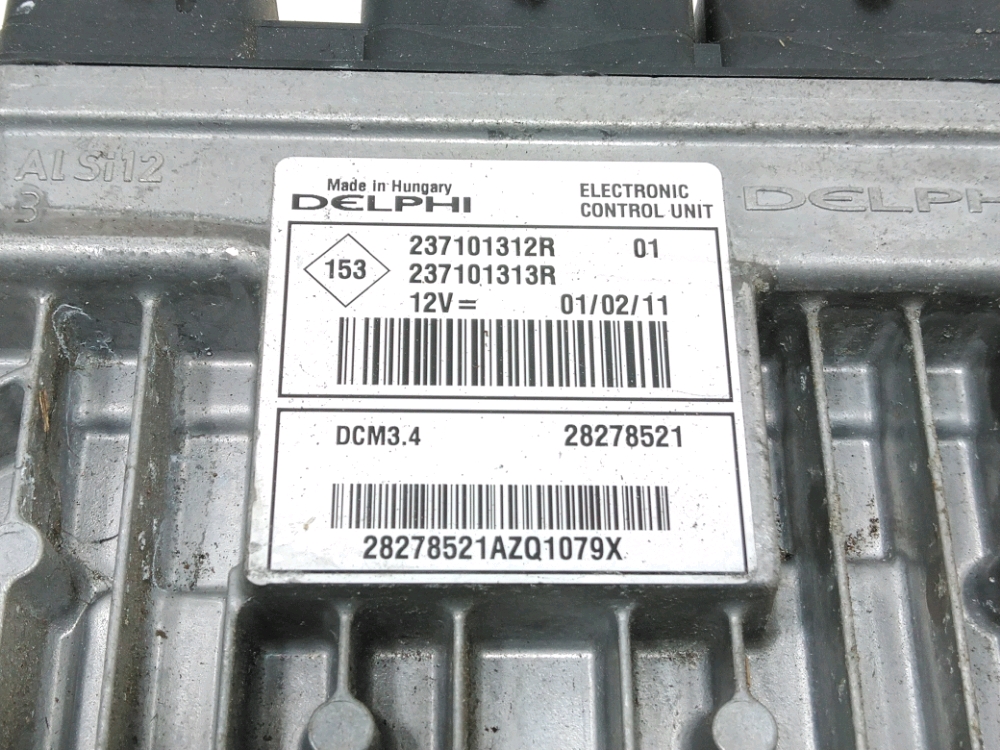 Al Si12
3
Made in Hungary
DELPHI
ELECTRONIC
CONTROL UNIT
DELPH
153
237101312R 01
237101313R
12V= 01/02/11
DCM3.4 28278521
28278521AZQ1079X